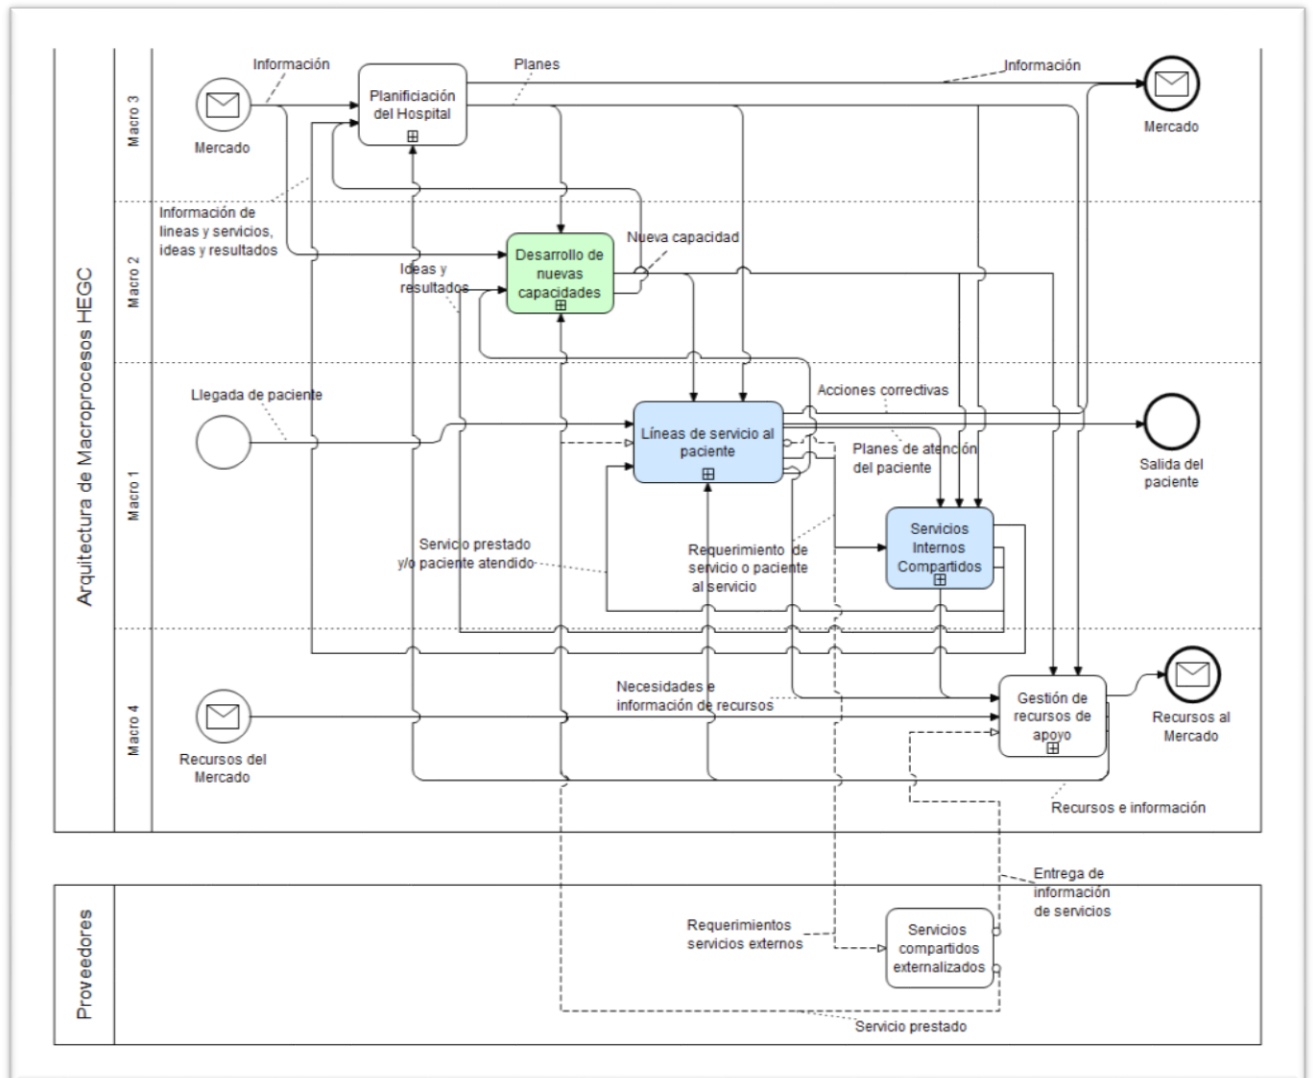 Arquitectura de Macroprocesos HEGC
Macro 3
Macro 2
Macro 1
Macro 4
Información
Planes
Información
Planificiación
del Hospital
Mercado
Mercado
Información de
lineas y servicios,
ideas y resultados
Nueva capacidad
Desarrollo de
nuevas
capacidades
Ideas y
resultados
Llegada de paciente
Acciones correctivas
Líneas de servicio al
paciente
Planes de atención
del paciente
Salida del
paciente
Servicio prestado
y/o paciente atendido
Requerimiento de
servicio o paciente
al servicio
Servicios
Internos
Compartidos
Necesidades e
información de recursos
Gestión de
recursos de
apoyo
Recursos del
Mercado
Recursos al
Mercado
Recursos e información
Proveedores
Entrega de
información
de servicios
Requerimientos
servicios externos
Servicios
compartidos
externalizados
Servicio prestado